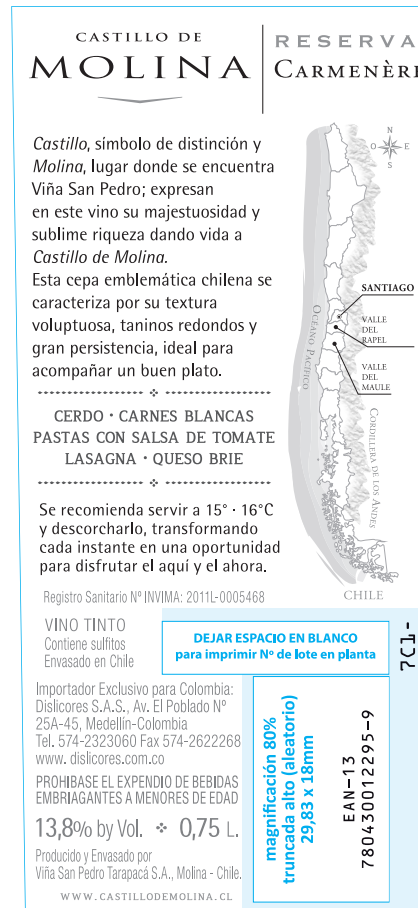 CASTILLO DE
MOLINA
RESERVA
CARMENÈRE
Castillo, símbolo de distinción y
Molina, lugar donde se encuentra
Viña San Pedro; expresan
en este vino su majestuosidad y
sublime riqueza dando vida a
Castillo de Molina.
Esta cepa emblemática chilena se
caracteriza por su textura
voluptuosa, taninos redondos y
gran persistencia, ideal para
acompañar un buen plato.
CERDO · CARNES BLANCAS
PASTAS CON SALSA DE TOMATE
LASAGNA · QUESO BRIE
Se recomienda servir a 15° · 16°C
y descorcharlo, transformando
cada instante en una oportunidad
para disfrutar el aquí y el ahora.
N
O E
S
SANTIAGO
VALLE
DEL
RAPEL
VALLE
DEL
MAULE
OCÉANO PACÍFICO
CORDILLERA DE LOS ANDES
CHILE
Registro Sanitario Nº INVIMA: 2011L-0005468
VINO TINTO
Contiene sulfitos
Envasado en Chile
DEJAR ESPACIO EN BLANCO
para imprimir Nº de lote en planta
Importador Exclusivo para Colombia:
Dislicores S.A.S., Av. El Poblado Nº
25A-45, Medellín-Colombia
Tel. 574-2323060 Fax 574-2622268
www. dislicores.com.co
PROHIBASE EL EXPENDIO DE BEBIDAS
EMBRIAGANTES A MENORES DE EDAD
13,8% by Vol. 0,75 L.
Producido y Envasado por
Viña San Pedro Tarapacá S.A., Molina - Chile.
WWW.CASTILLODEMOLINA.CL
magnificación 80%
truncada alto (aleatorio)
29,83 x 18mm
EAN-13
780430012295-9